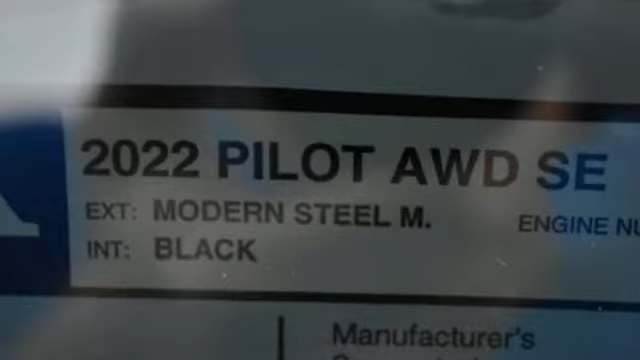 2022 PILOT AWD SE
EXT: MODERN STEEL M.
ENGINE NU
INT: BLACK
Manufacturer's